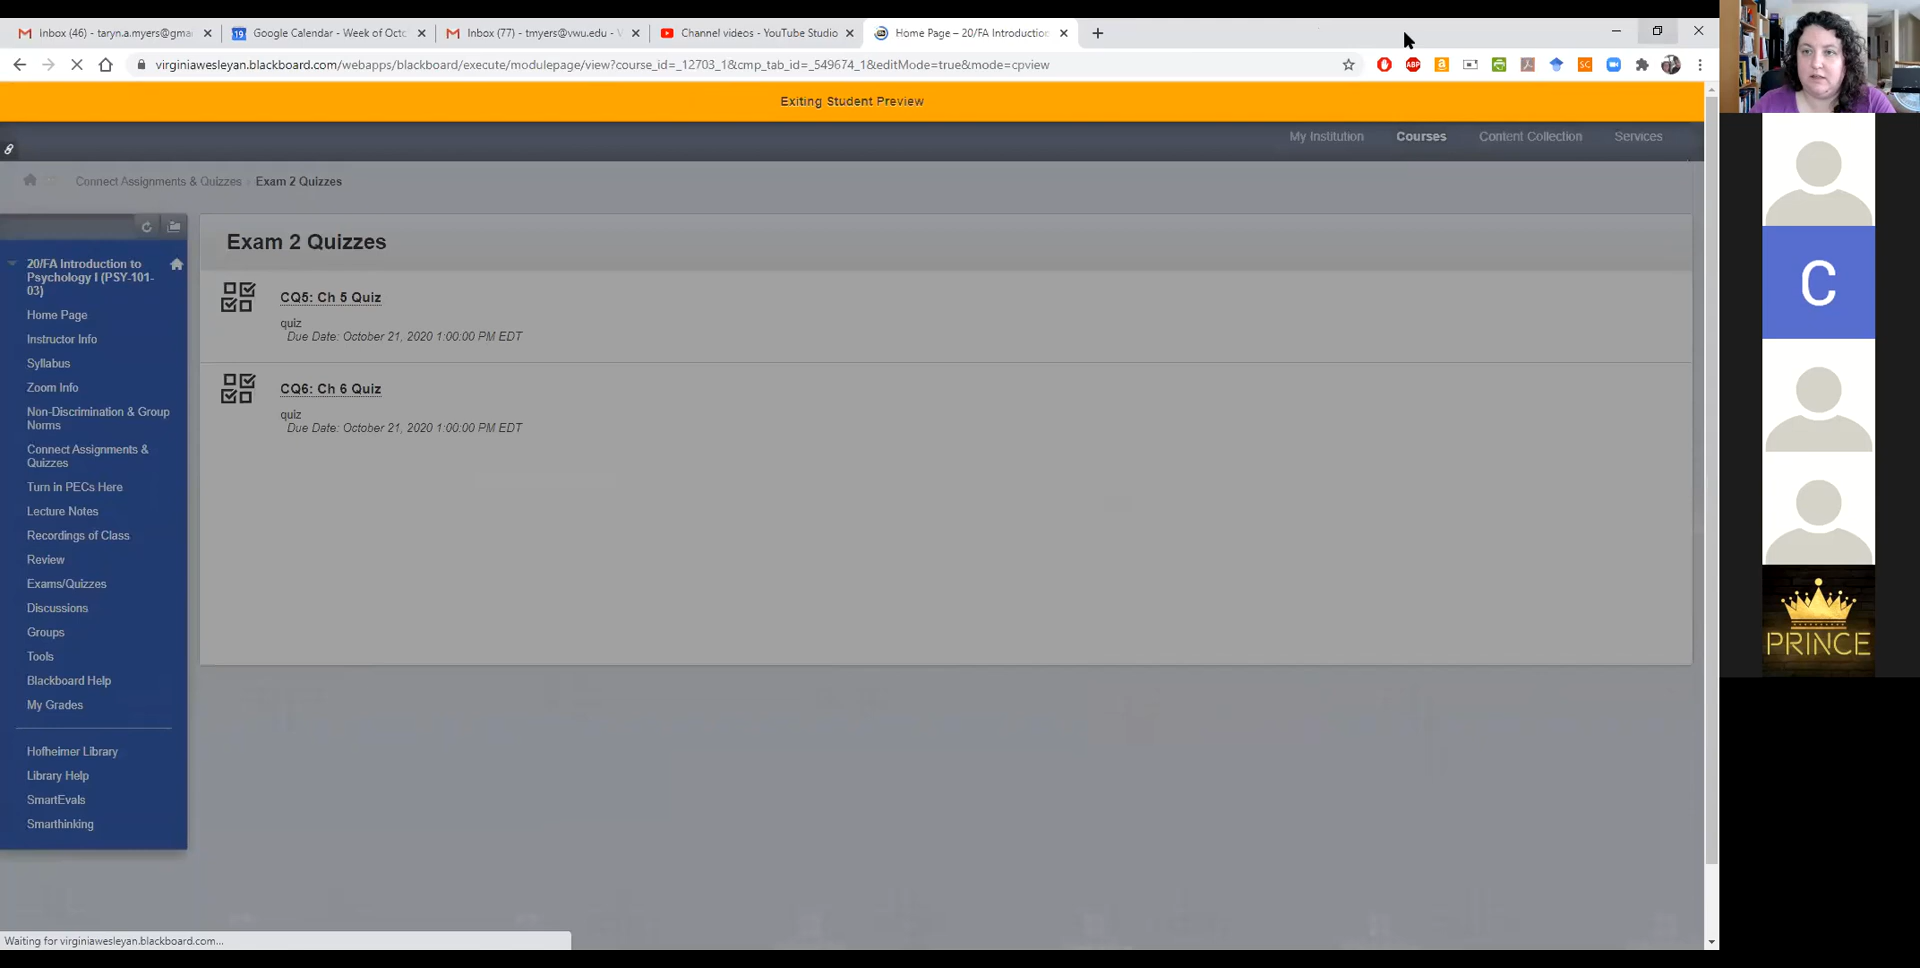 Inbox (46) - taryn.a.myers@gma
Google Calendar - Week of Octo
Inbox (77) - tmyers@vwu.edu - V
Channel videos - YouTube Studio
Home Page – 20/FA Introduction
virginiawesleyan.blackboard.com/webapps/blackboard/execute/modulepage/view?course_id=_12703_1&cmp_tab_id=_549674_1&editMode=true&mode=cpview
ABP
SC
Exiting Student Preview
My Institution
Courses
Content Collection
Services
Connect Assignments & Quizzes
Exam 2 Quizzes
20/FA Introduction to
Psychology I (PSY-101-
03)
Home Page
Instructor Info
Syllabus
Zoom Info
Non-Discrimination & Group
Norms
Connect Assignments &
Quizzes
Turn in PECs Here
Lecture Notes
Recordings of Class
Review
Exams/Quizzes
Discussions
Groups
Tools
Blackboard Help
My Grades
Hofheimer Library
Library Help
SmartEvals
Smarthinking
Exam 2 Quizzes
CQ5: Ch 5 Quiz
quiz
Due Date: October 21, 2020 1:00:00 PM EDT
CQ6: Ch 6 Quiz
quiz
Due Date: October 21, 2020 1:00:00 PM EDT
C
PRINCE
Waiting for virginiawesleyan.blackboard.com...